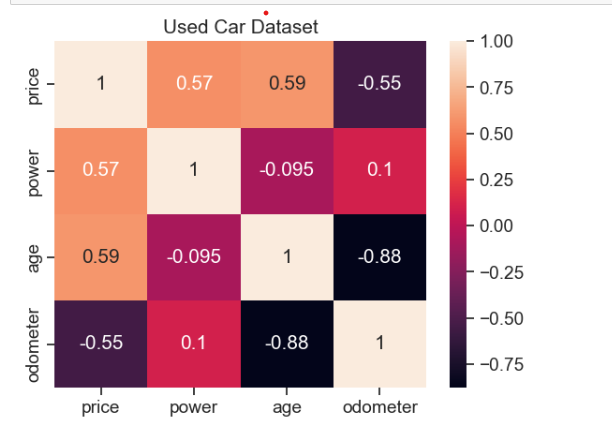 Used Car Dataset
price 1 0.57 0.59 -0.55
power 0.57 1 -0.095 0.1
age 0.59 -0.095 1 -0.88
odometer -0.55 0.1 -0.88 1
price power age odometer
1.00
0.75
0.50
0.25
0.00
−0.25
−0.50
−0.75